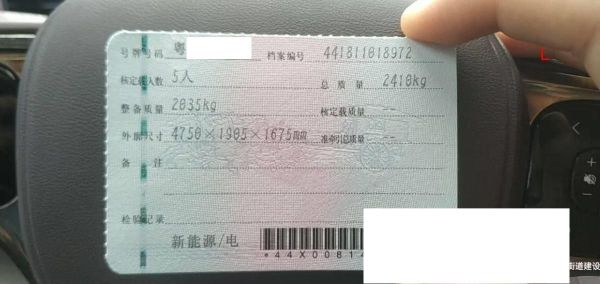 号牌号码 粤 档案编号 441811018972
核定载人数 5人 总质量 2410kg
整备质量 2035kg 核定载质量 --
外廓尺寸 4750×1905×1675mm 准牵引总质量 --
备注
检验记录
新能源/电
*44X00814
街道建设